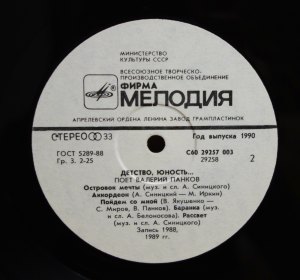 МИНИСТЕРСТВО
КУЛЬТУРЫ СССР
ВСЕСОЮЗНОЕ ТВОРЧЕСКО-
ПРОИЗВОДСТВЕННОЕ ОБЪЕДИНЕНИЕ
ФИРМА
МЕЛОДИЯ
АПРЕЛЕВСКИЙ ОРДЕНА ЛЕНИНА ЗАВОД ГРАМПЛАСТИНОК
СТЕРЕО 33
Год выпуска 1990
ГОСТ 5289-88
С60 29257 003
Гр. 3. 2-25
29258
2
ДЕТСТВО, ЮНОСТЬ...
ПОЕТ ВАЛЕРИЙ ПАНКОВ
Островок мечты (муз. и сл. А. Синицкого)
Аккордеон (А. Синицкий — М. Иркин)
Пойдем со мной (В. Якушенко —
С. Миров, В. Панков). Баранка
(муз. и сл. А. Белоносова). Рассвет
(муз. и сл. А. Синицкого)
Запись 1988,
1989 гг.